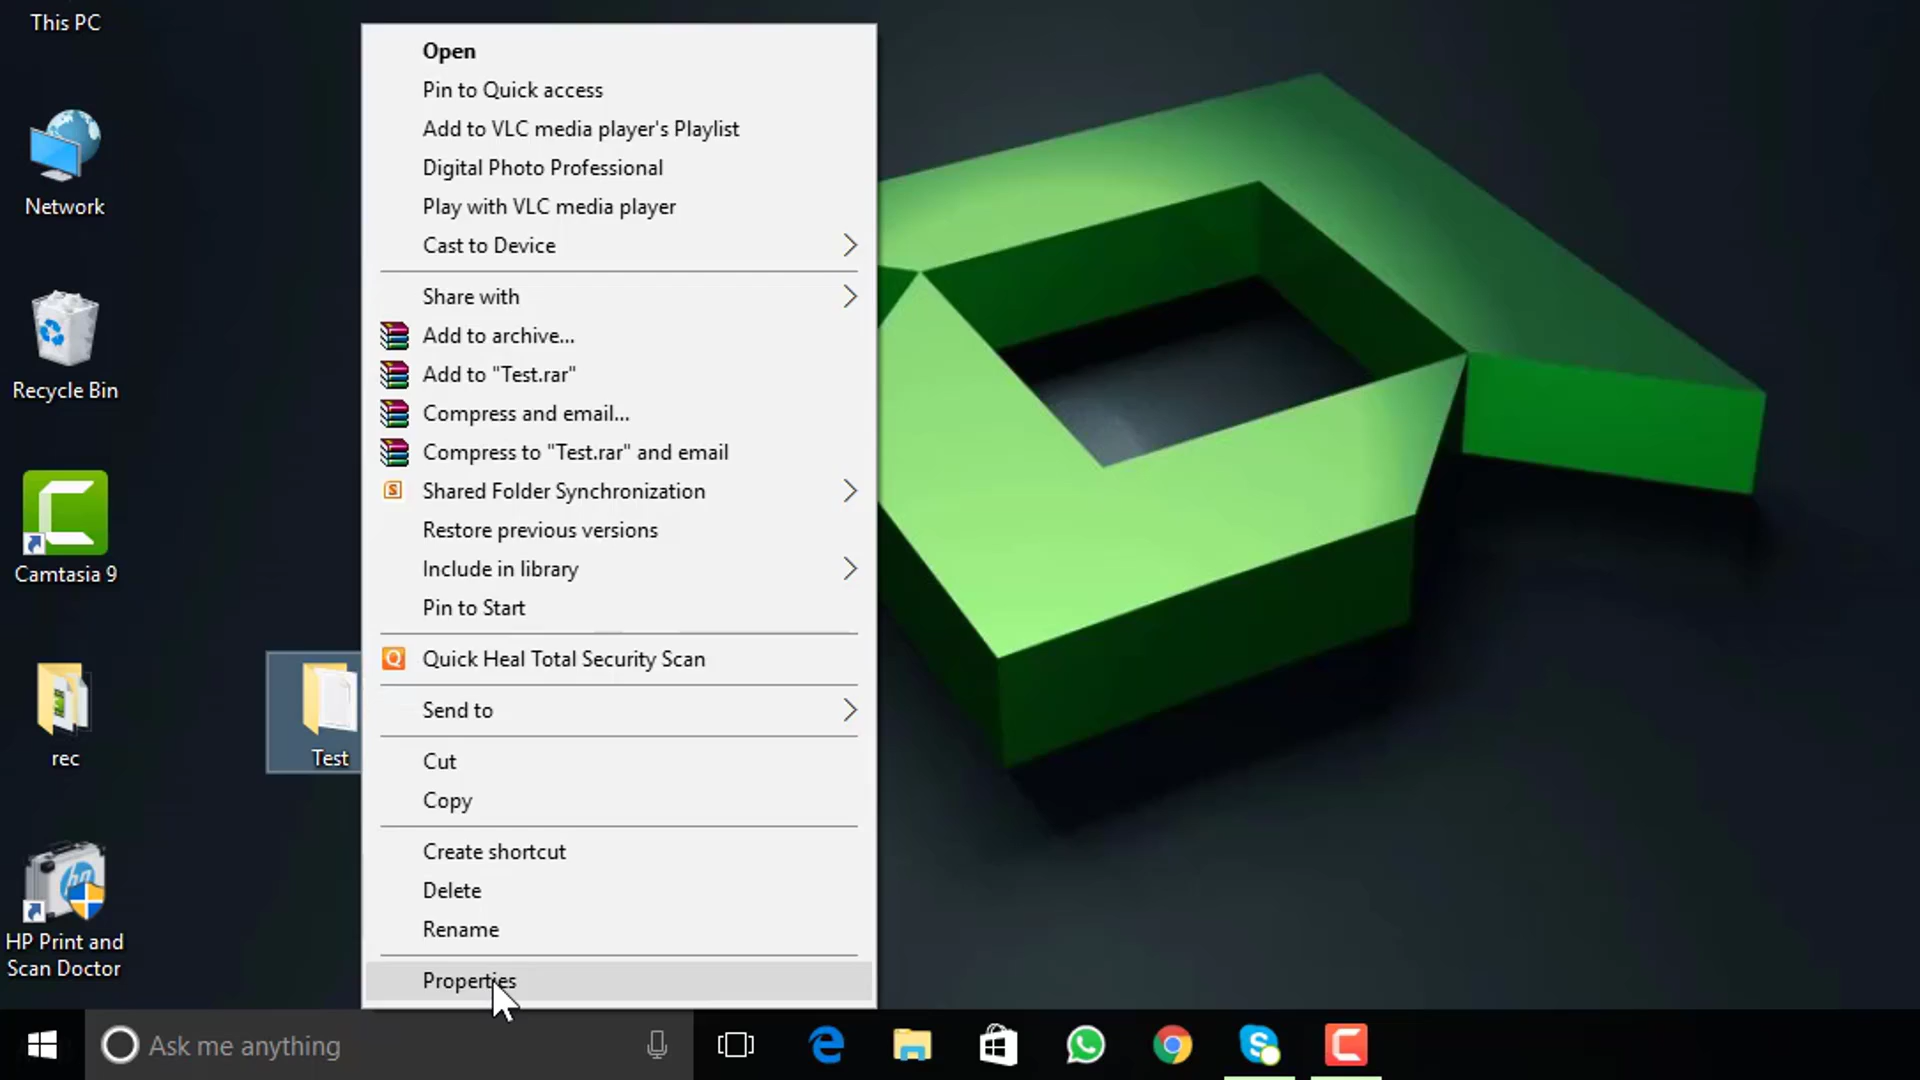 This PC
Network
Recycle Bin
Camtasia 9
rec
HP Print and
Scan Doctor
Test
Open
Pin to Quick access
Add to VLC media player's Playlist
Digital Photo Professional
Play with VLC media player
Cast to Device
Share with
Add to archive...
Add to "Test.rar"
Compress and email...
Compress to "Test.rar" and email
Shared Folder Synchronization
Restore previous versions
Include in library
Pin to Start
Quick Heal Total Security Scan
Send to
Cut
Copy
Create shortcut
Delete
Rename
Properties
Ask me anything